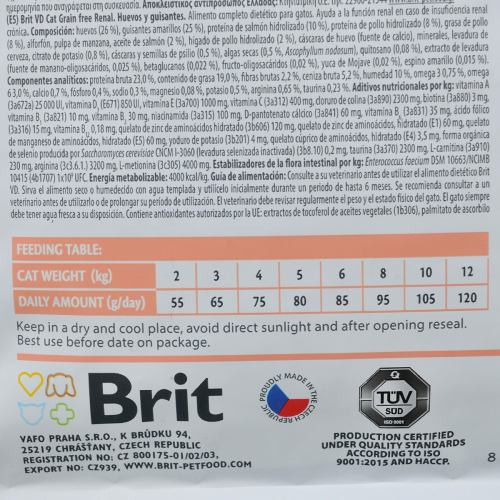 ημερομηνία που αναγράφεται στη συσκευασία. Αποκλειστικός αντιπρόσωπος Ελλάδας:
(ES) Brit VD Cat Grain free Renal. Huevos y guisantes. Alimento completo dietético para gatos. Ayuda a la función renal en caso de insuficiencia renal
crónica. Composición: huevos (26 %), guisantes amarillos (25 %), proteína de salmón hidrolizado (10 %), proteína de pollo hidrolizado (8 %), grasa de pollo
(8 %), alforfón, pulpa de manzana, aceite de salmón (2 %), hígado de pollo hidrolizado (2 %), cáscaras de huevo (fuente de calcio), minerales, levadura de
cerveza, citrato de potasio (0,8 %), cáscaras y semillas de psilio (0,5 %), algas secas (0,5 %, Ascophyllum nodosum), quitosano (0,08 %), extracto de levadura
(fuente de manano-oligosacáridos, 0,025 %), betaglucanos (0,022 %), fructo-oligosacáridos (0,02 %), yuca de Mojave (0,02 %), espino amarillo (0,015 %).
Componentes analíticos: proteína bruta 23,0 %, contenido de grasa 19,0 %, fibras brutas 2,2 %, ceniza bruta 5,2 %, humedad 10 %, omega 3 0,75 %, omega
6 3,0 %, calcio 0,7 %, fósforo 0,4 %, sodio 0,3 %, magnesio 0,08 %, potasio 0,5 %, arginina 0,65 %, taurina 0,23 %. Aditivos nutricionales por kg: vitamina A
(3a672a) 25 000 UI, vitamina D₃ (E671) 850 UI, vitamina E (3a700) 1000 mg, vitamina C (3a312) 400 mg, cloruro de colina (3a890) 2300 mg, biotina (3a880) 3 mg,
vitamina B₁ (3a821) 10 mg, vitamina B₂ 30 mg, niacinamida (3a315) 100 mg, D-pantotenato cálcico (3a841) 60 mg, vitamina B₆ (3a831) 35 mg, ácido fólico
(3a316) 15 mg, vitamina B₁₂ 0,18 mg, quelato de zinc de aminoácidos hidratado (3b606) 120 mg, quelato de zinc de aminoácidos, hidratado (E1) 60 mg, quelato
de manganeso de aminoácidos, hidratado (E5) 60 mg, yoduro de potasio (3b201) 4 mg, quelato cúprico de aminoácidos, hidratado (E4) 3,5 mg, forma orgánica
de selenio producida por Saccharomyces cerevisiae CNCM I-3060 (levadura selenizada inactivada) (3b8.10) 0,2 mg, taurina (3a370) 2300 mg, L-carnitina (3a910)
230 mg, arginina (3c3.6.1) 3200 mg, L-metionina (3c305) 4000 mg. Estabilizadores de la flora intestinal por kg: Enterococcus faecium DSM 10663/NCIMB
10415 (4b1707) 1x10⁹ UFC. Energía metabolizable: 4000 kcal/kg. Guía de alimentación: Consulte a su veterinario antes de utilizar el alimento dietético Brit
VD. Sirva el alimento seco o humedecido con agua templada y utilícelo inicialmente durante un periodo de hasta 6 meses. Se recomienda consultar a un
veterinario antes de utilizarlo o de prolongar su período de utilización. El veterinario debe revisar regularmente el peso y el estado físico del gato. El gato siempre
debe tener agua fresca a su disposición. Contiene antioxidantes autorizados por la UE: extractos de tocoferol de aceites vegetales (1b306), palmitato de ascorbilo
FEEDING TABLE:
CAT WEIGHT (kg) 2 3 4 5 6 8 10 12
DAILY AMOUNT (g/day) 55 65 75 80 85 95 105 120
Keep in a dry and cool place, avoid direct sunlight and after opening reseal.
Best use before date on package.
Brit
PROUDLY MADE IN THE CZECH REPUBLIC
TÜV
SUD
ISO 9001
VAFO PRAHA S.R.O., K BRŮDKU 94,
25219 CHRÁŠŤANY, CZECH REPUBLIC
REGISTRATION NO: CZ 800175-01/02/03,
EXPORT NO: CZ939, WWW.BRIT-PETFOOD.COM
PRODUCTION CERTIFIED
UNDER QUALITY STANDARDS
ACCORDING TO ISO
9001:2015 AND HACCP.
8